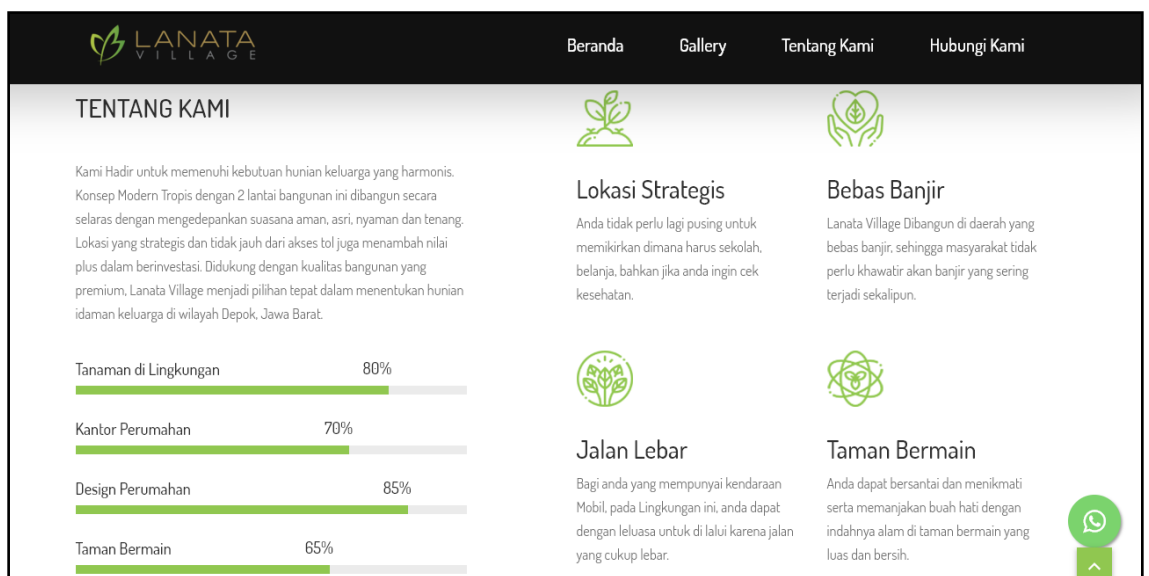 LANATA
VILLAGE
Beranda Gallery Tentang Kami Hubungi Kami
TENTANG KAMI
Kami Hadir untuk memenuhi kebutuan hunian keluarga yang harmonis.
Konsep Modern Tropis dengan 2 lantai bangunan ini dibangun secara
selaras dengan mengedepankan suasana aman, asri, nyaman dan tenang.
Lokasi yang strategis dan tidak jauh dari akses tol juga menambah nilai
plus dalam berinvestasi. Didukung dengan kualitas bangunan yang
premium, Lanata Village menjadi pilihan tepat dalam menentukan hunian
idaman keluarga di wilayah Depok, Jawa Barat.
Tanaman di Lingkungan 80%
Kantor Perumahan 70%
Design Perumahan 85%
Taman Bermain 65%
Lokasi Strategis
Anda tidak perlu lagi pusing untuk
memikirkan dimana harus sekolah,
belanja, bahkan jika anda ingin cek
kesehatan.
Bebas Banjir
Lanata Village Dibangun di daerah yang
bebas banjir, sehingga masyarakat tidak
perlu khawatir akan banjir yang sering
terjadi sekalipun.
Jalan Lebar
Bagi anda yang mempunyai kendaraan
Mobil, pada Lingkungan ini, anda dapat
dengan leluasa untuk di lalui karena jalan
yang cukup lebar.
Taman Bermain
Anda dapat bersantai dan menikmati
serta memanjakan buah hati dengan
indahnya alam di taman bermain yang
luas dan bersih.